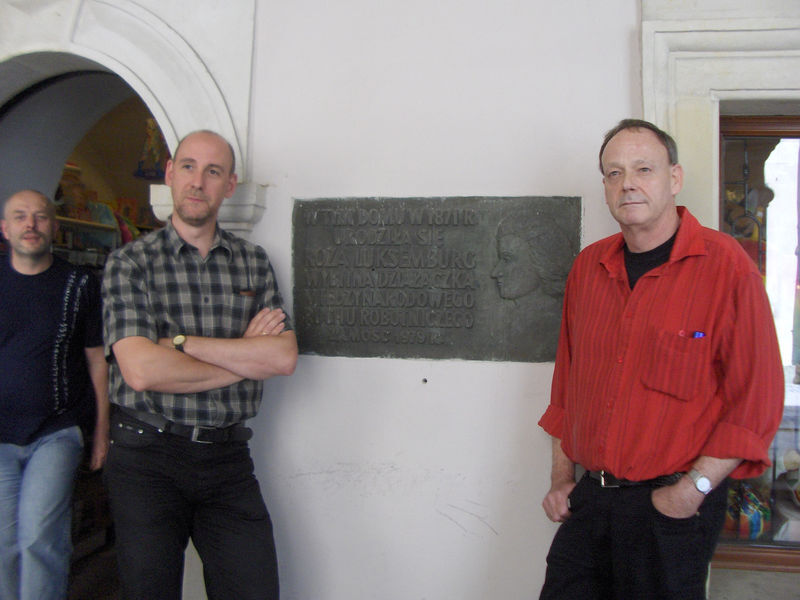 W TYM DOMU W 1871 R.
URODZIŁA SIĘ
RÓŻA LUKSEMBURG
WYBITNA DZIAŁACZKA
MIĘDZYNARODOWEGO
RUCHU ROBOTNICZEGO
ZAMOŚĆ 1979 R.